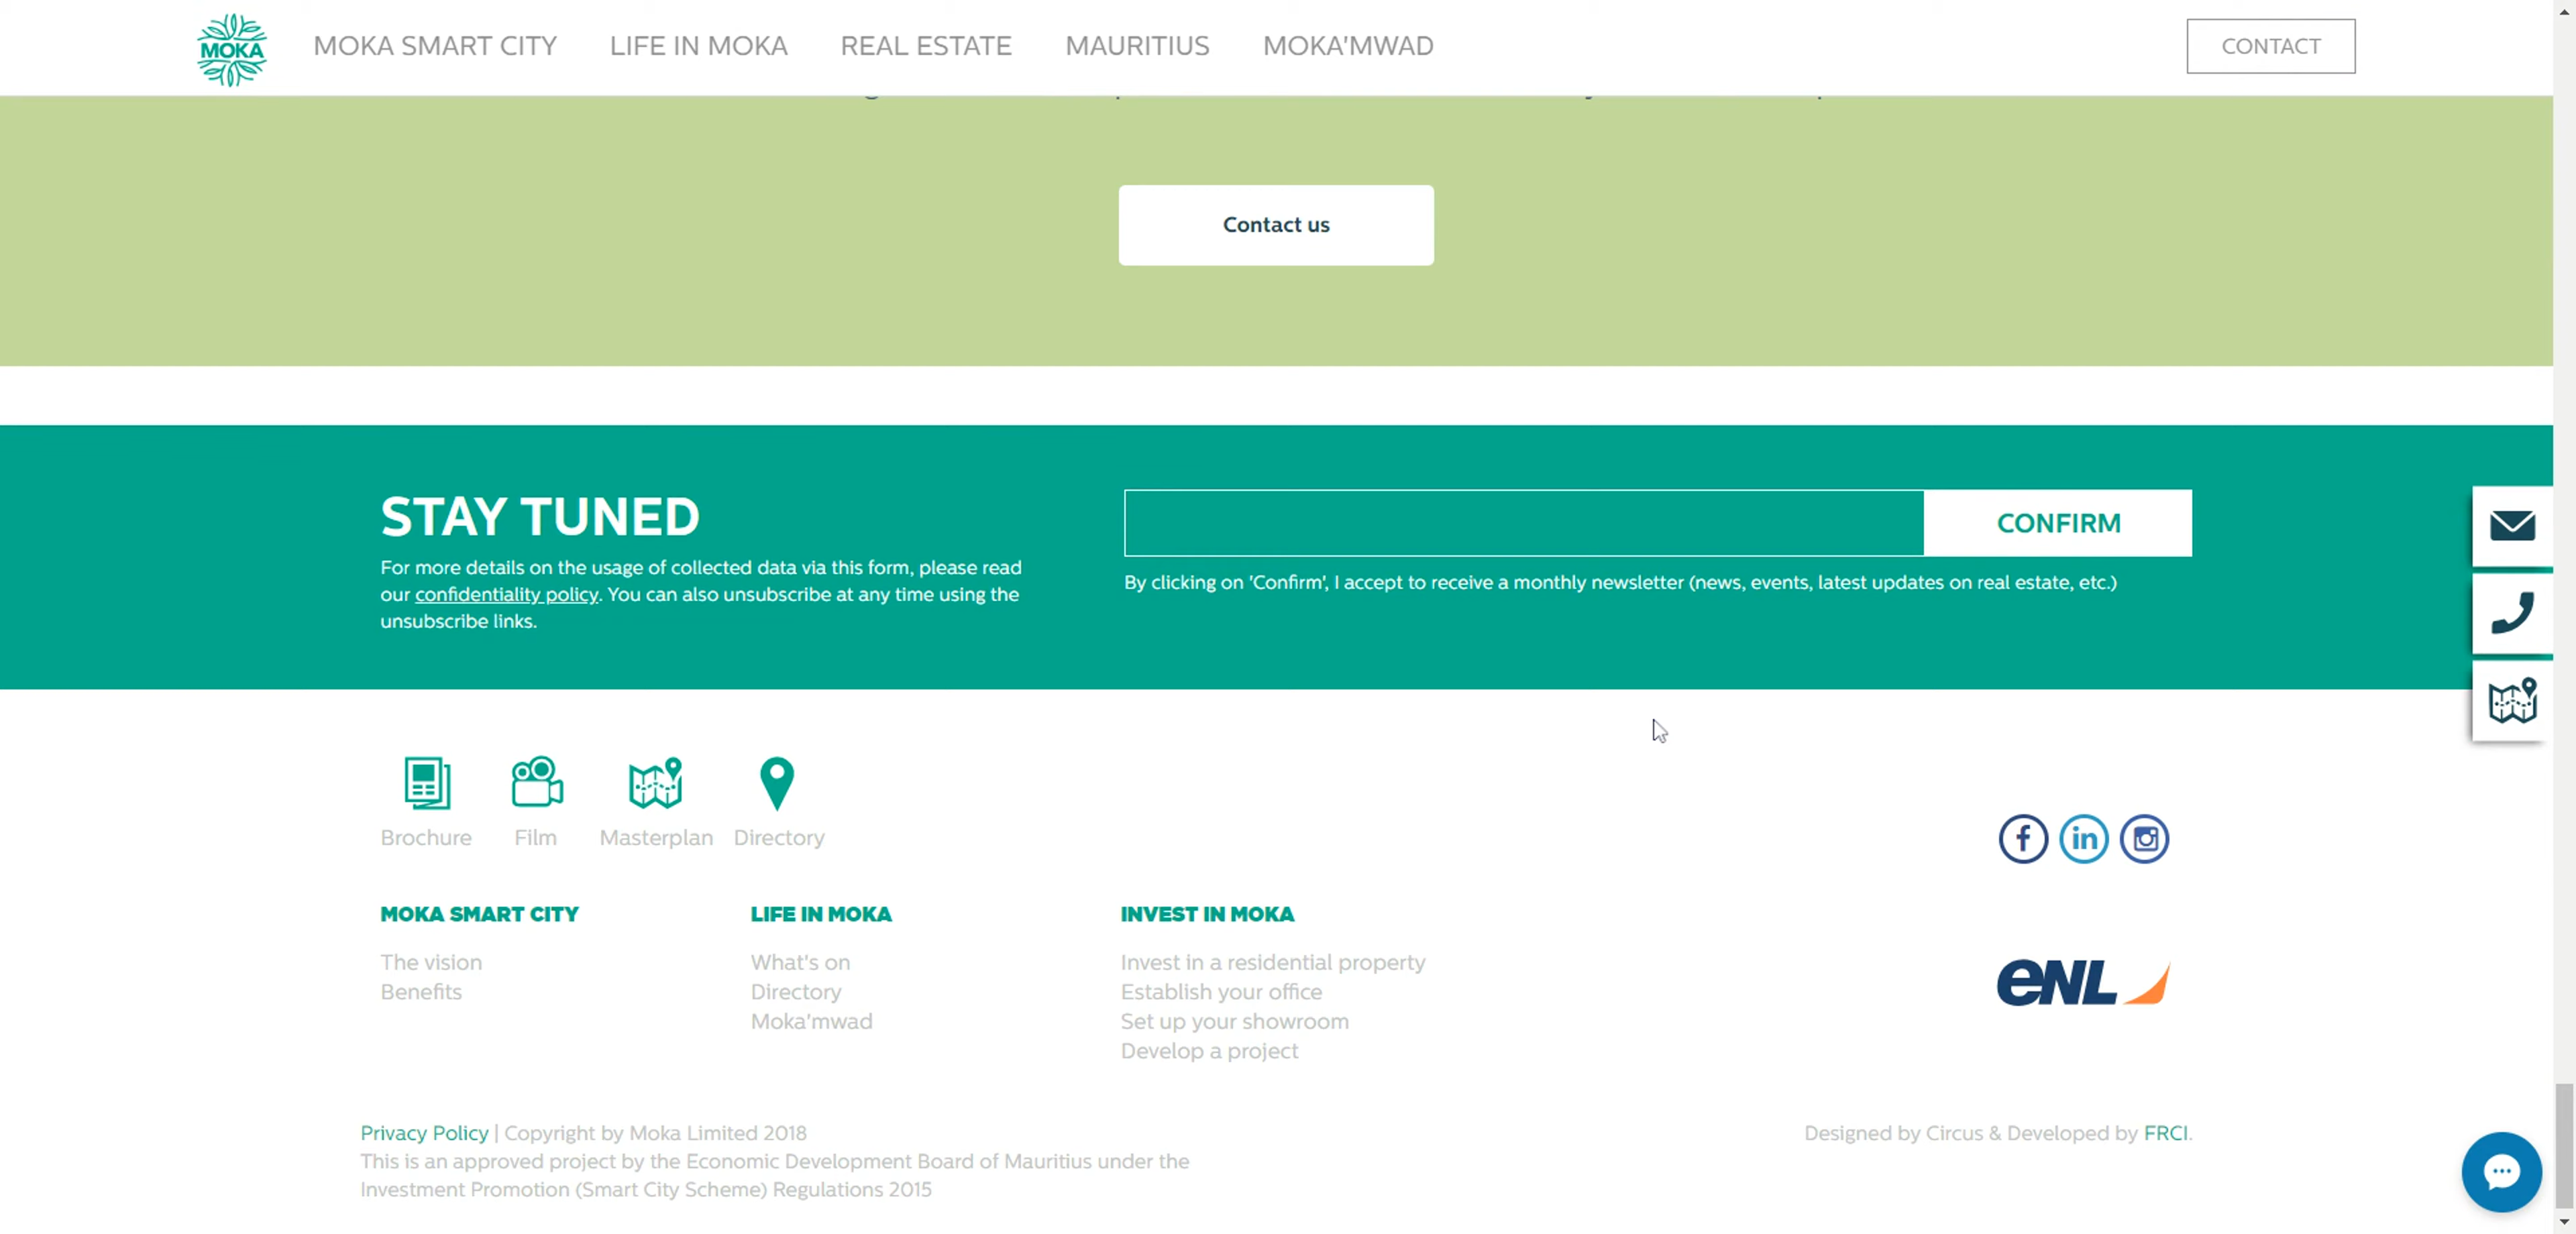 MOKA
MOKA SMART CITY
LIFE IN MOKA
REAL ESTATE
MAURITIUS
MOKA'MWAD
CONTACT
Contact us
STAY TUNED
For more details on the usage of collected data via this form, please read
our confidentiality policy. You can also unsubscribe at any time using the
unsubscribe links.
CONFIRM
By clicking on 'Confirm', I accept to receive a monthly newsletter (news, events, latest updates on real estate, etc.)
Brochure
Film
Masterplan
Directory
f
in
MOKA SMART CITY
The vision
Benefits
LIFE IN MOKA
What's on
Directory
Moka'mwad
INVEST IN MOKA
Invest in a residential property
Establish your office
Set up your showroom
Develop a project
eNL
Privacy Policy | Copyright by Moka Limited 2018
This is an approved project by the Economic Development Board of Mauritius under the
Investment Promotion (Smart City Scheme) Regulations 2015
Designed by Circus & Developed by FRCI.